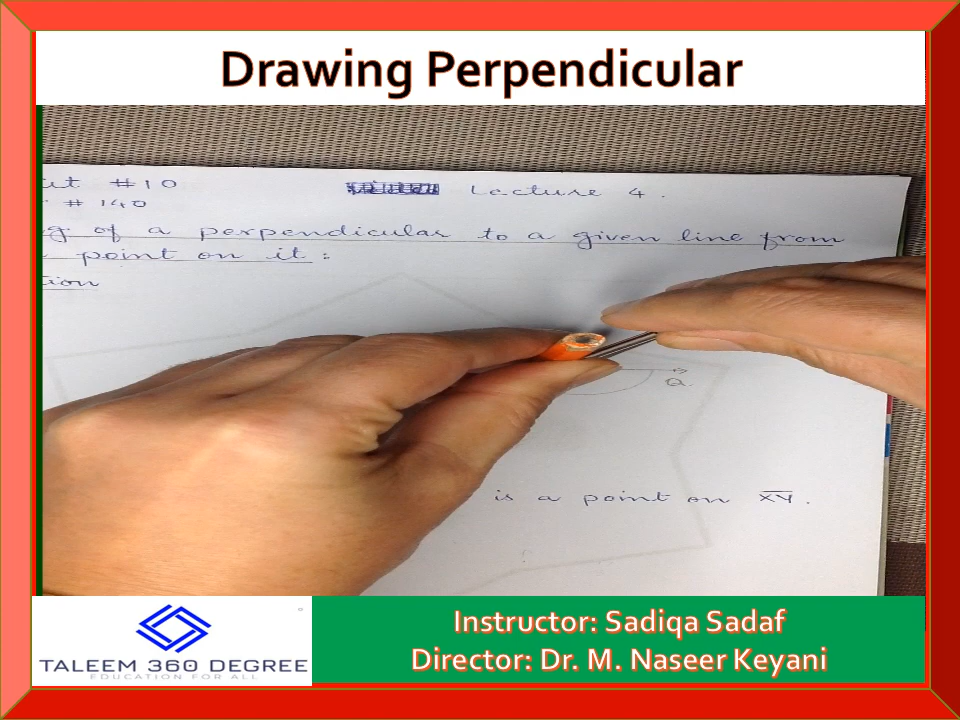 Drawing Perpendicular
#10
Lecture 4.
# 140
of a perpendicular to a given line from
point on it :
Q
is a point on XY.
TALEEM 360 DEGREE
EDUCATION FOR ALL
Instructor: Sadiqa Sadaf
Director: Dr. M. Naseer Keyani